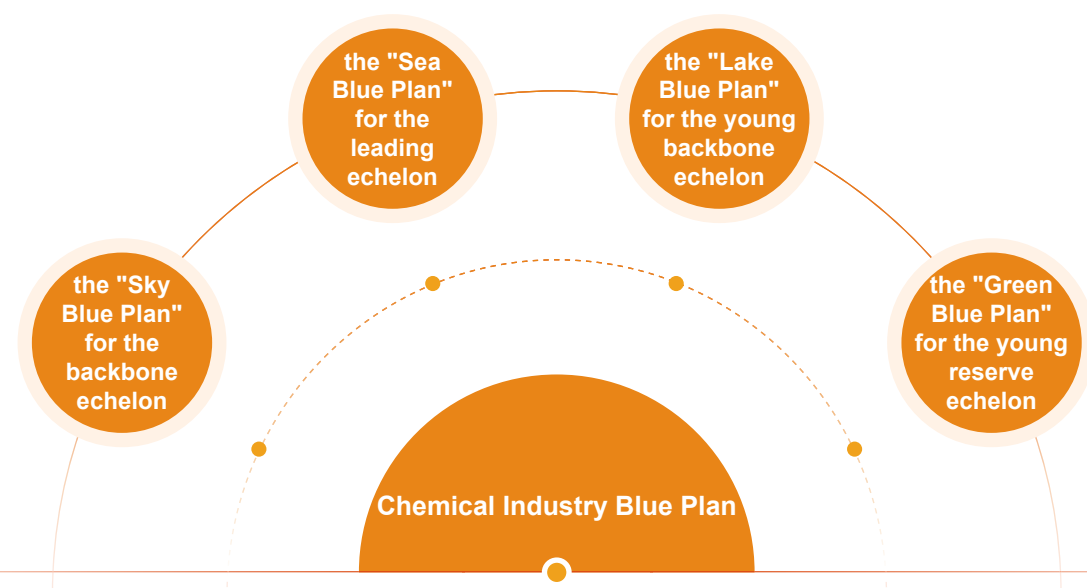 the "Sea
Blue Plan"
for the
leading
echelon
the "Lake
Blue Plan"
for the young
backbone
echelon
the "Sky
Blue Plan"
for the
backbone
echelon
the "Green
Blue Plan"
for the young
reserve
echelon
Chemical Industry Blue Plan